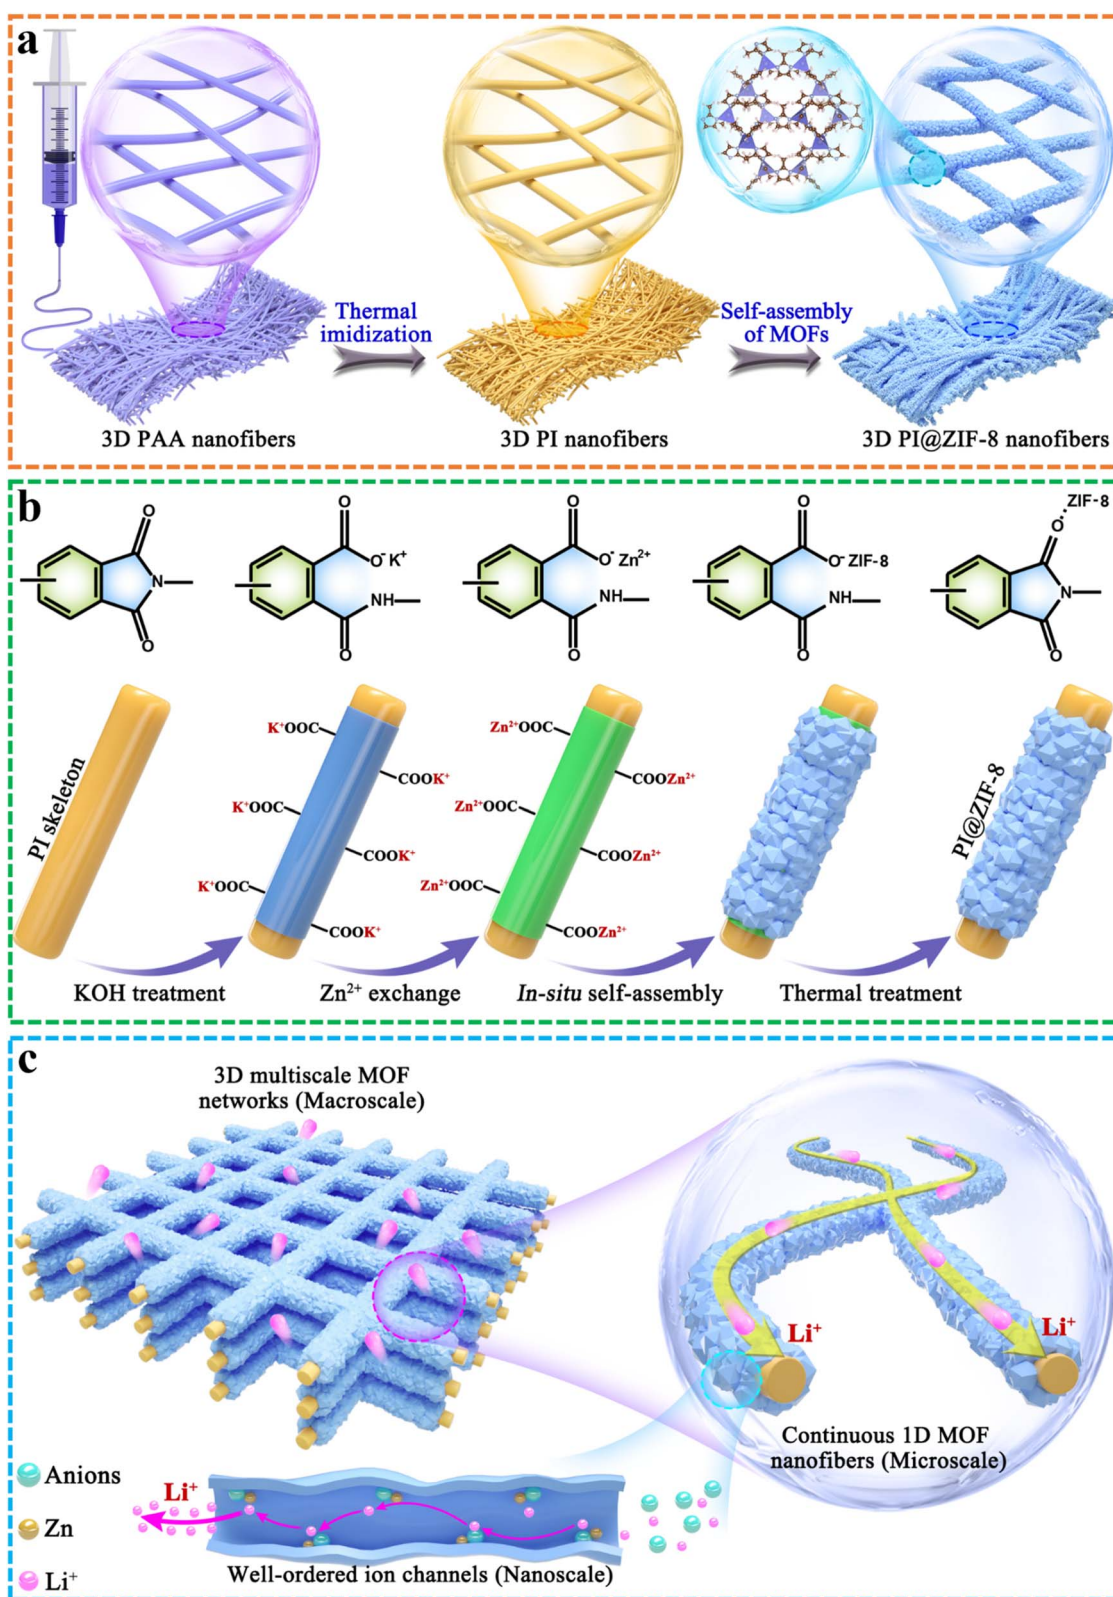 a
Thermal
imidization
Self-assembly
of MOFs
3D PAA nanofibers
3D PI nanofibers
3D PI@ZIF-8 nanofibers
b
O
N
O
O
O⁻ K⁺
NH
O
O
O⁻ Zn²⁺
NH
O
O
O⁻ ZIF-8
NH
O
ZIF-8
O
N
O
PI skeleton
K⁺OOC
COOK⁺
K⁺OOC
COOK⁺
K⁺OOC
COOK⁺
Zn²⁺OOC
COOZn²⁺
Zn²⁺OOC
COOZn²⁺
Zn²⁺OOC
COOZn²⁺
PI@ZIF-8
KOH treatment
Zn²⁺ exchange
In-situ self-assembly
Thermal treatment
c
3D multiscale MOF
networks (Macroscale)
Li⁺
Li⁺
Continuous 1D MOF
nanofibers (Microscale)
Anions
Zn
Li⁺
Li⁺
Well-ordered ion channels (Nanoscale)